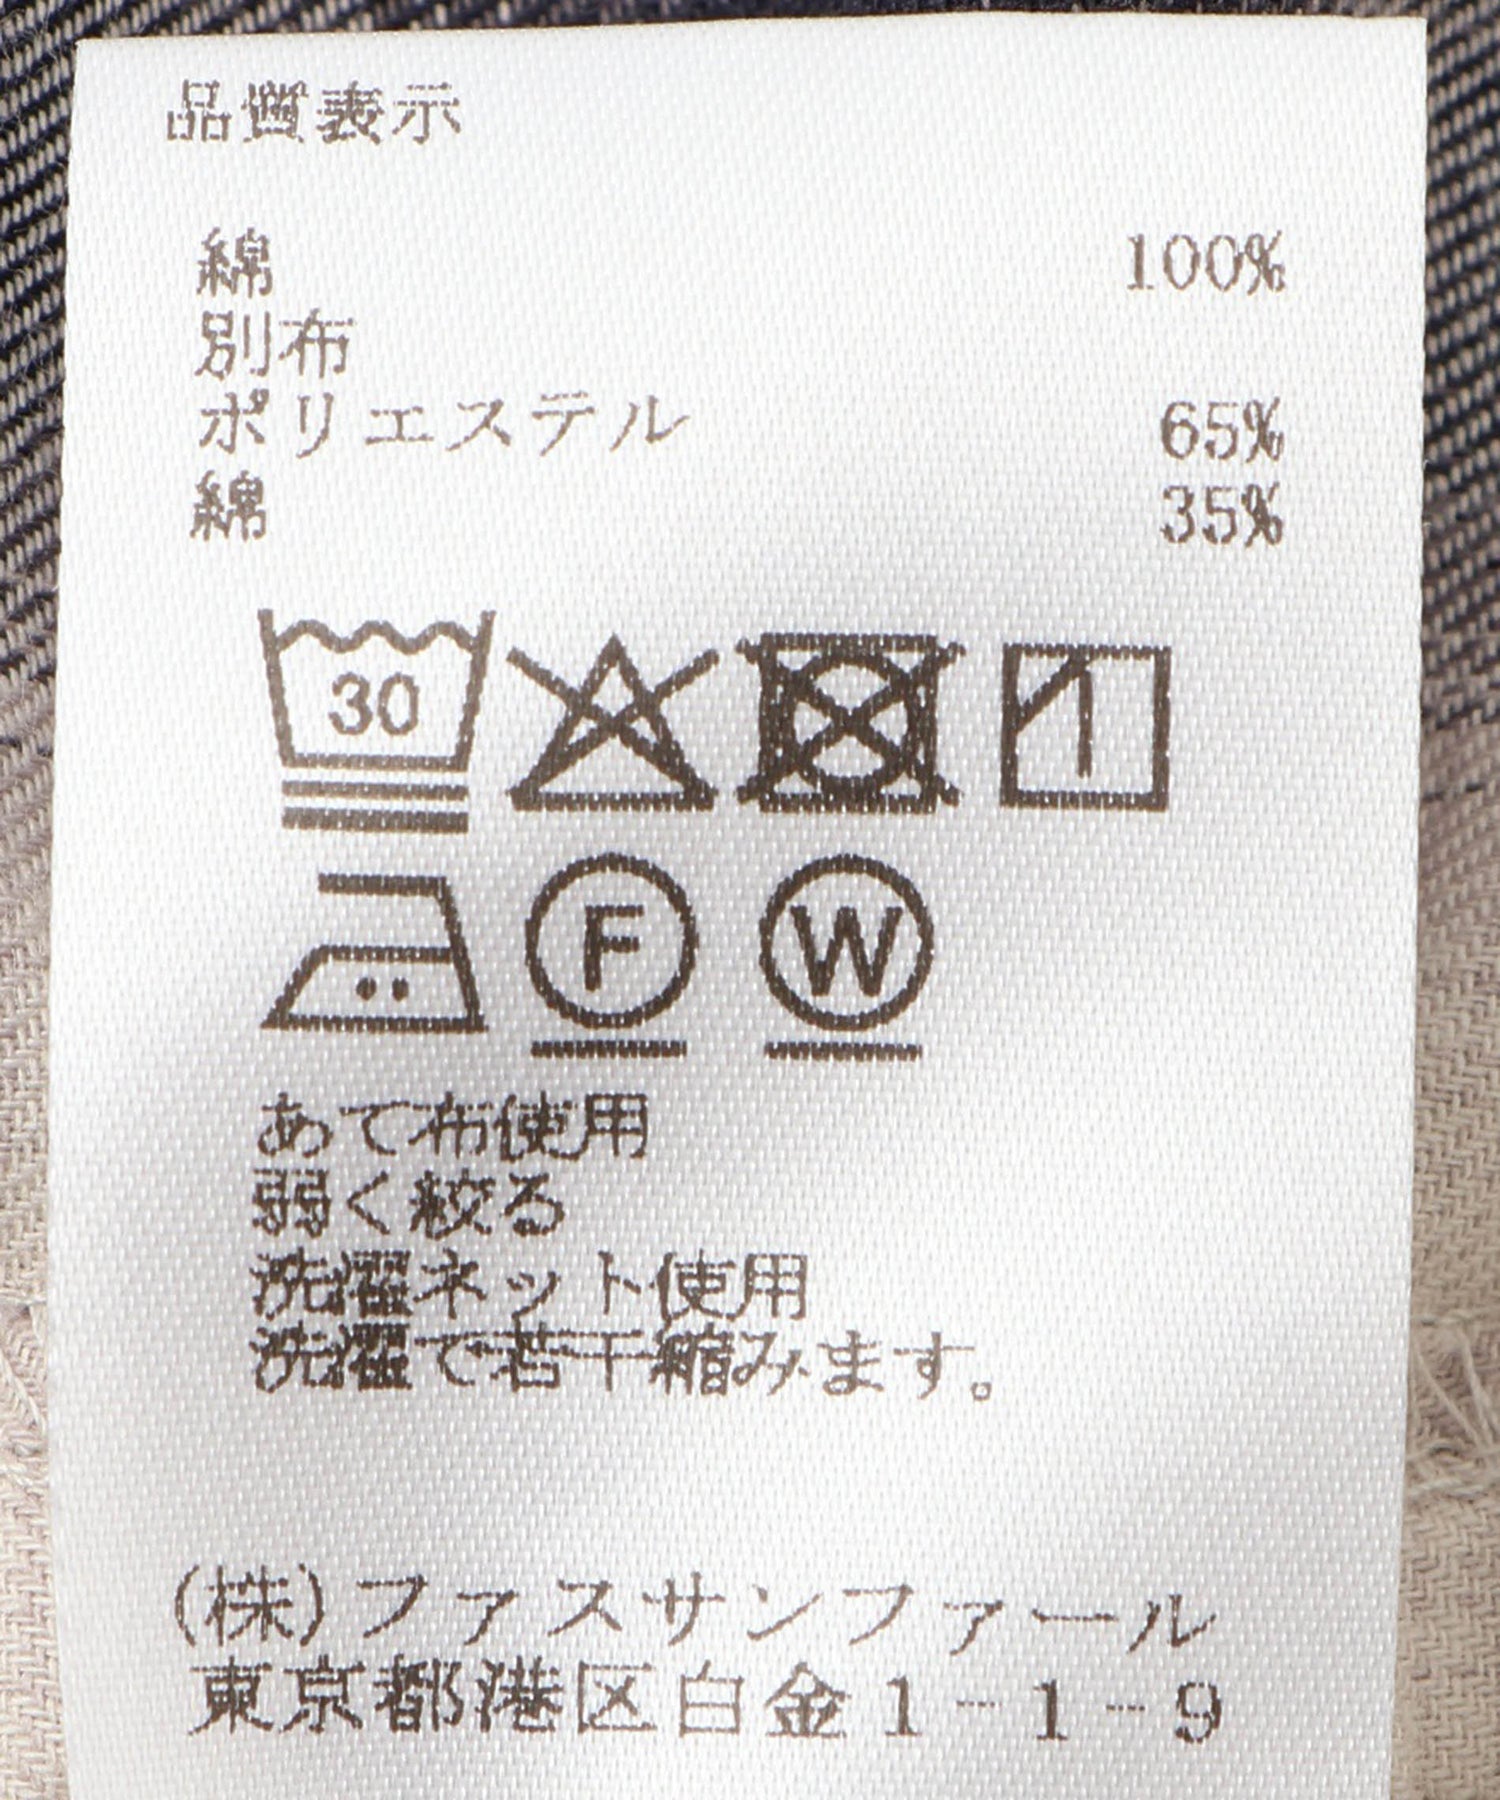 品質表示
綿 100%
別布
ポリエステル 65%
綿 35%
30
F W
あて布使用
弱く絞る
洗濯ネット使用
洗濯で若干縮みます。
(株)ファスサンファール
東京都港区白金1-1-9